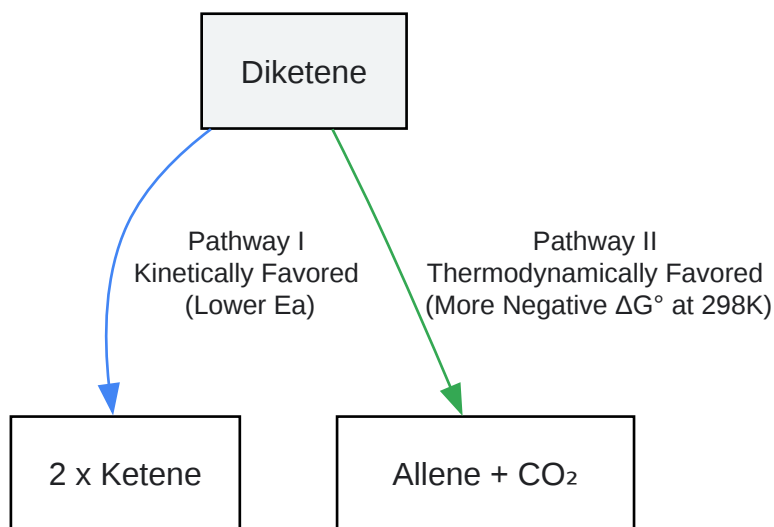 Diketene
Pathway I
Kinetically Favored
(Lower Ea)
Pathway II
Thermodynamically Favored
(More Negative ΔG° at 298K)
2 x Ketene
Allene + CO₂